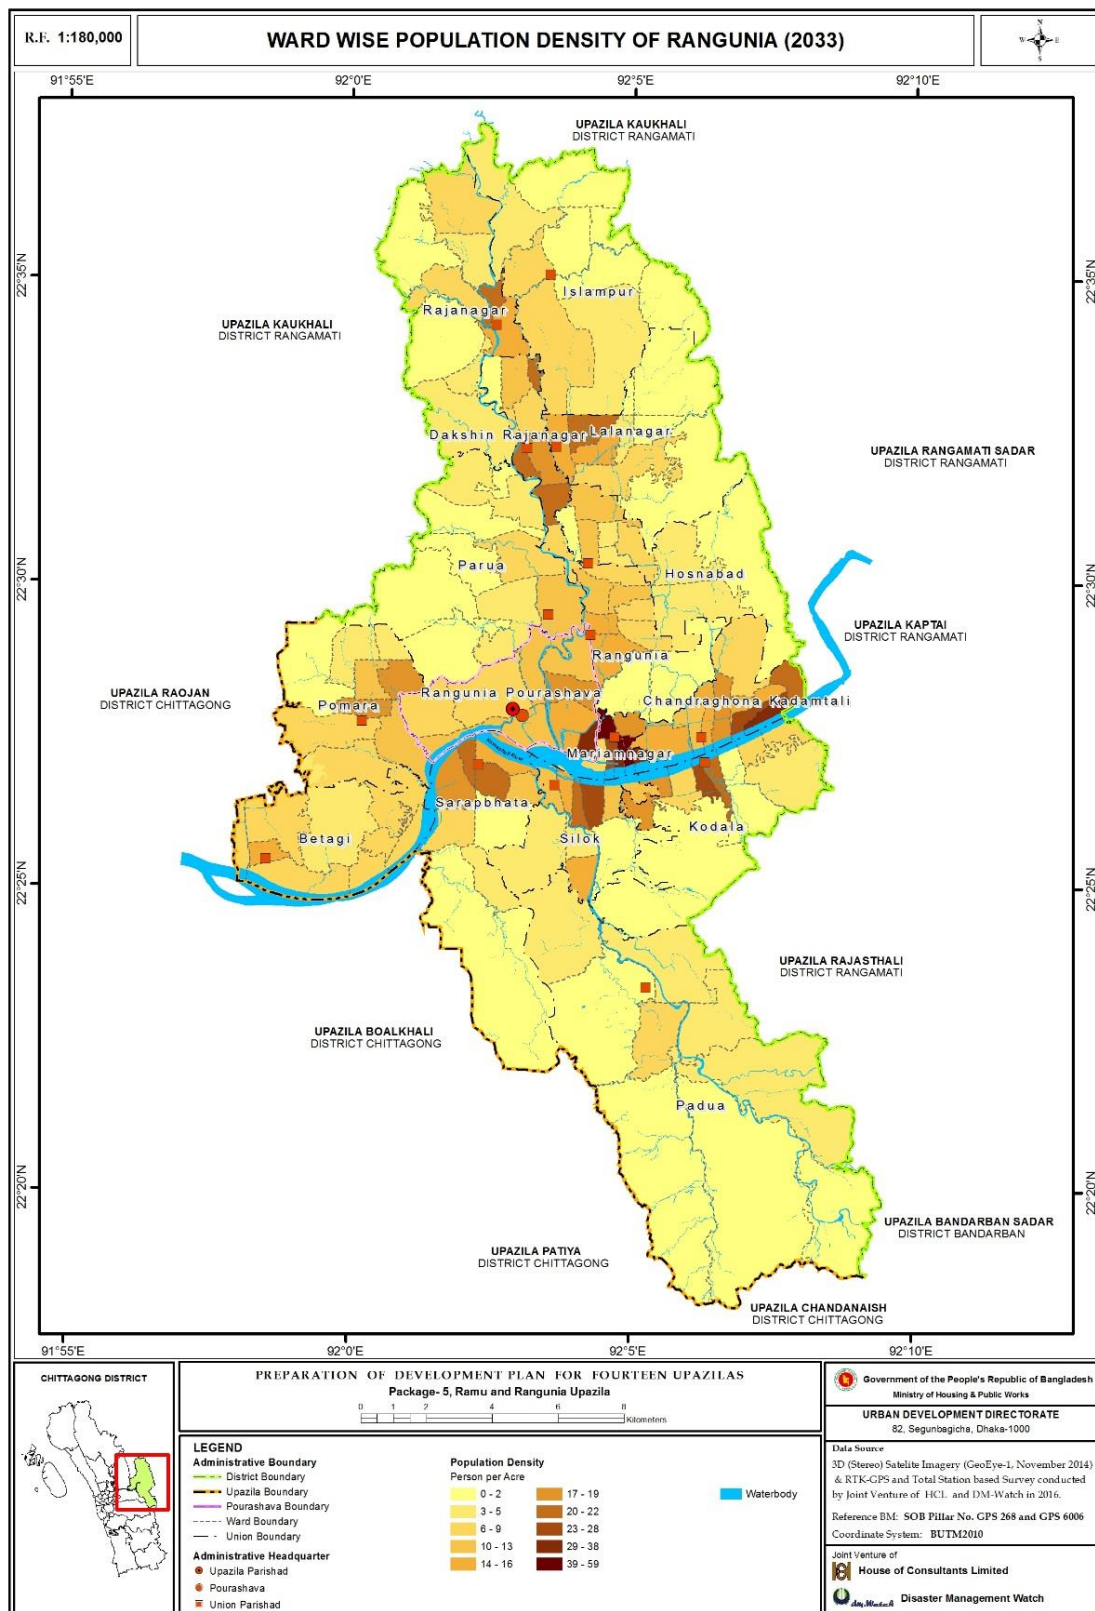 R.F. 1:180,000
WARD WISE POPULATION DENSITY OF RANGUNIA (2033)
N
W E
S
91°55'E 92°0'E 92°5'E 92°10'E
UPAZILA KAUKHALI
DISTRICT RANGAMATI
22°35'N 22°35'N
Islampur
Rajanagar
UPAZILA KAUKHALI
DISTRICT RANGAMATI
Dakshin Rajanagar Lalanagar
UPAZILA RANGAMATI SADAR
DISTRICT RANGAMATI
Parua
Hosnabad
22°30'N 22°30'N
UPAZILA KAPTAI
DISTRICT RANGAMATI
Rangunia
UPAZILA RAOJAN
DISTRICT CHITTAGONG
Rangunia Pourashava
Chandraghona Kadamtali
Pomara
Mariamnagar
Sarapbhata
Kodala
Betagi
Silok
22°25'N 22°25'N
UPAZILA RAJASTHALI
DISTRICT RANGAMATI
UPAZILA BOALKHALI
DISTRICT CHITTAGONG
Padua
22°20'N 22°20'N
UPAZILA BANDARBAN SADAR
DISTRICT BANDARBAN
UPAZILA PATIYA
DISTRICT CHITTAGONG
UPAZILA CHANDANAISH
DISTRICT CHITTAGONG
91°55'E 92°0'E 92°5'E 92°10'E
CHITTAGONG DISTRICT
PREPARATION OF DEVELOPMENT PLAN FOR FOURTEEN UPAZILAS
Package- 5, Ramu and Rangunia Upazila
0 1 2 4 6 8
Kilometers
LEGEND
Administrative Boundary
District Boundary
Upazila Boundary
Pourashava Boundary
Ward Boundary
Union Boundary
Administrative Headquarter
Upazila Parishad
Pourashava
Union Parishad
Population Density
Person per Acre
0 - 2
3 - 5
6 - 9
10 - 13
14 - 16
17 - 19
20 - 22
23 - 28
29 - 38
39 - 59
Waterbody
Government of the People's Republic of Bangladesh
Ministry of Housing & Public Works
URBAN DEVELOPMENT DIRECTORATE
82, Segunbagicha, Dhaka-1000
Data Source
3D (Stereo) Satelite Imagery (GeoEye-1, November 2014)
& RTK-GPS and Total Station based Survey conducted
by Joint Venture of HCL and DM-Watch in 2016.
Reference BM: SOB Pillar No. GPS 268 and GPS 6006
Coordinate System: BUTM2010
Joint Venture of
House of Consultants Limited
Disaster Management Watch